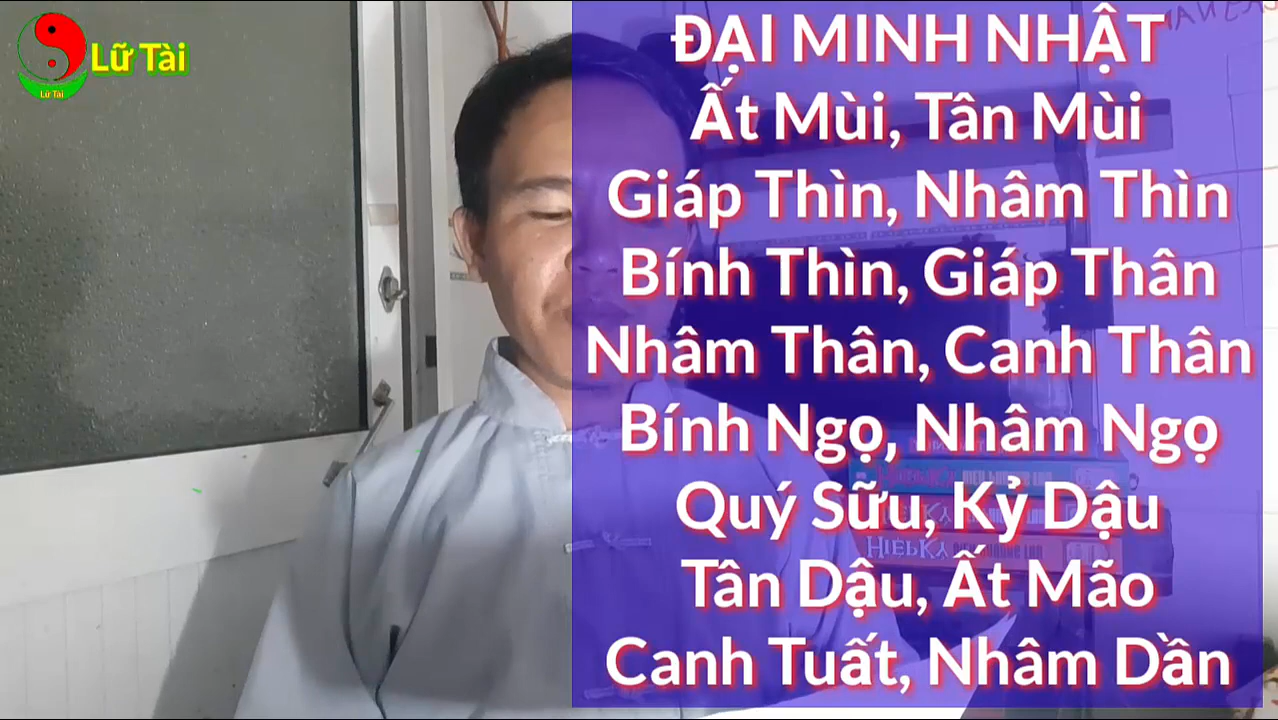 Lữ Tài
Lữ Tài
ĐẠI MINH NHẬT
Ất Mùi, Tân Mùi
Giáp Thìn, Nhâm Thìn
Bính Thìn, Giáp Thân
Nhâm Thân, Canh Thân
Bính Ngọ, Nhâm Ngọ
Quý Sữu, Kỷ Dậu
Tân Dậu, Ất Mão
Canh Tuất, Nhâm Dần
HIỆP KỶ